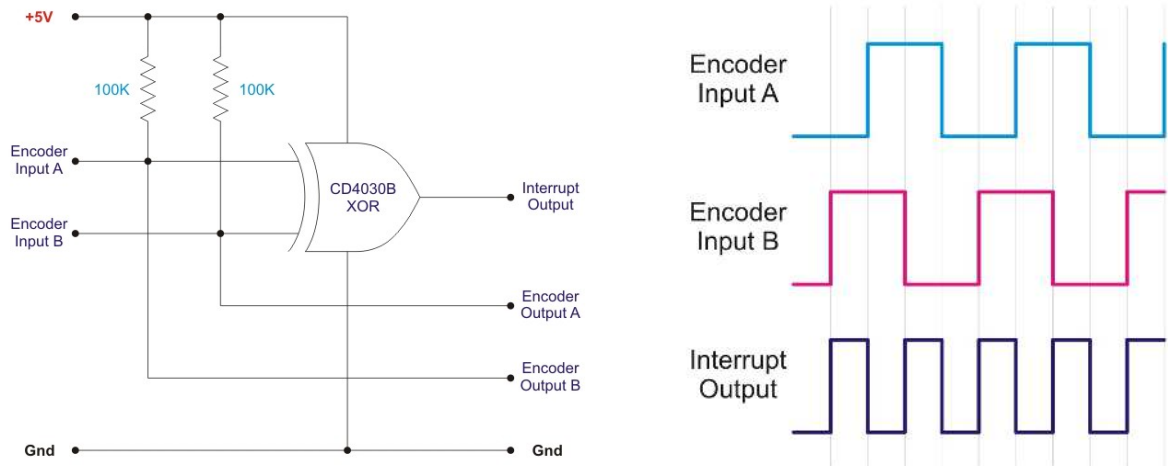 +5V
100K
100K
Encoder
Input A
CD4030B
XOR
Interrupt
Output
Encoder
Input B
Encoder
Output A
Encoder
Output B
Gnd
Gnd
Encoder
Input A
Encoder
Input B
Interrupt
Output